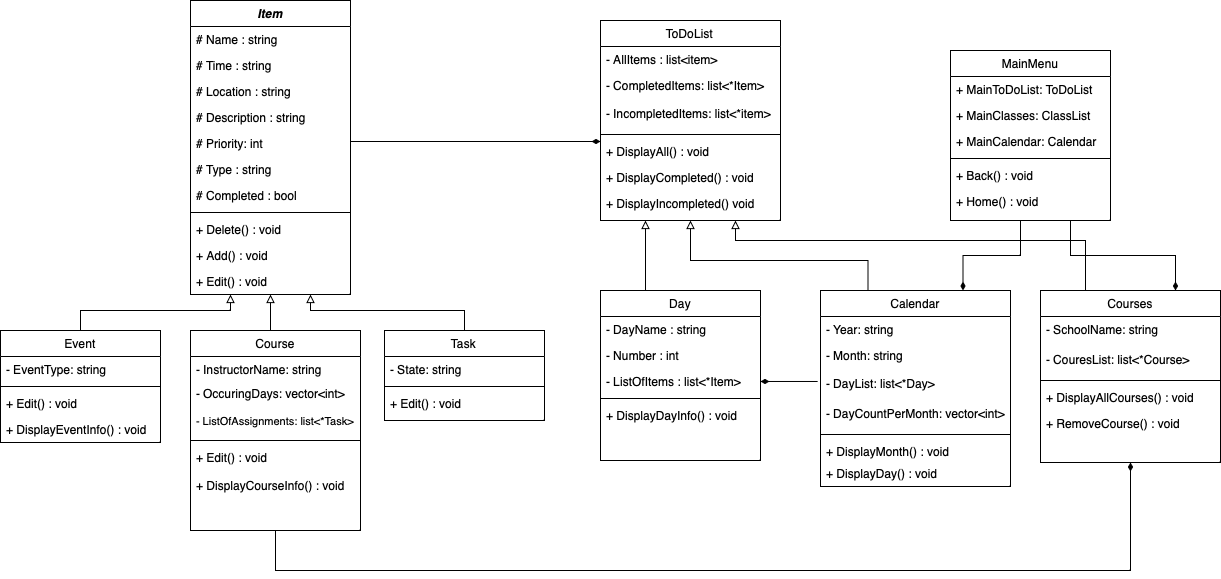 Item
# Name : string
# Time : string
# Location : string
# Description : string
# Priority: int
# Type : string
# Completed : bool
+ Delete() : void
+ Add() : void
+ Edit() : void
ToDoList
- AllItems : list<item>
- CompletedItems: list<*Item>
- IncompletedItems: list<*item>
+ DisplayAll() : void
+ DisplayCompleted() : void
+ DisplayIncompleted() void
MainMenu
+ MainToDoList: ToDoList
+ MainClasses: ClassList
+ MainCalendar: Calendar
+ Back() : void
+ Home() : void
Event
- EventType: string
+ Edit() : void
+ DisplayEventInfo() : void
Course
- InstructorName: string
- OccuringDays: vector<int>
- ListOfAssignments: list<*Task>
+ Edit() : void
+ DisplayCourseInfo() : void
Task
- State: string
+ Edit() : void
Day
- DayName : string
- Number : int
- ListOfItems : list<*Item>
+ DisplayDayInfo() : void
Calendar
- Year: string
- Month: string
- DayList: list<*Day>
- DayCountPerMonth: vector<int>
+ DisplayMonth() : void
+ DisplayDay() : void
Courses
- SchoolName: string
- CouresList: list<*Course>
+ DisplayAllCourses() : void
+ RemoveCourse() : void